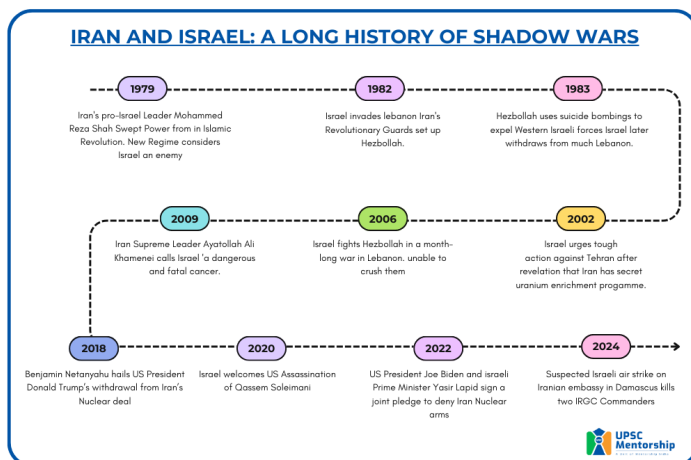 IRAN AND ISRAEL: A LONG HISTORY OF SHADOW WARS
1979
Iran's pro-Israel Leader Mohammed
Reza Shah Swept Power from in Islamic
Revolution. New Regime considers
Israel an enemy
1982
Israel invades lebanon Iran's
Revolutionary Guards set up
Hezbollah.
1983
Hezbollah uses suicide bombings to
expel Western Israeli forces Israel later
withdraws from much Lebanon.
2009
Iran Supreme Leader Ayatollah Ali
Khamenei calls Israel 'a dangerous
and fatal cancer.
2006
Israel fights Hezbollah in a month-
long war in Lebanon. unable to
crush them
2002
Israel urges tough
action against Tehran after
revelation that Iran has secret
uranium enrichment progamme.
2018
Benjamin Netanyahu hails US President
Donald Trump's withdrawal from Iran's
Nuclear deal
2020
Israel welcomes US Assassination
of Qassem Soleimani
2022
US President Joe Biden and israeli
Prime Minister Yasir Lapid sign a
joint pledge to deny Iran Nuclear
arms
2024
Suspected Israeli air strike on
Iranian embassy in Damascus kills
two IRGC Commanders
UPSC
Mentorship